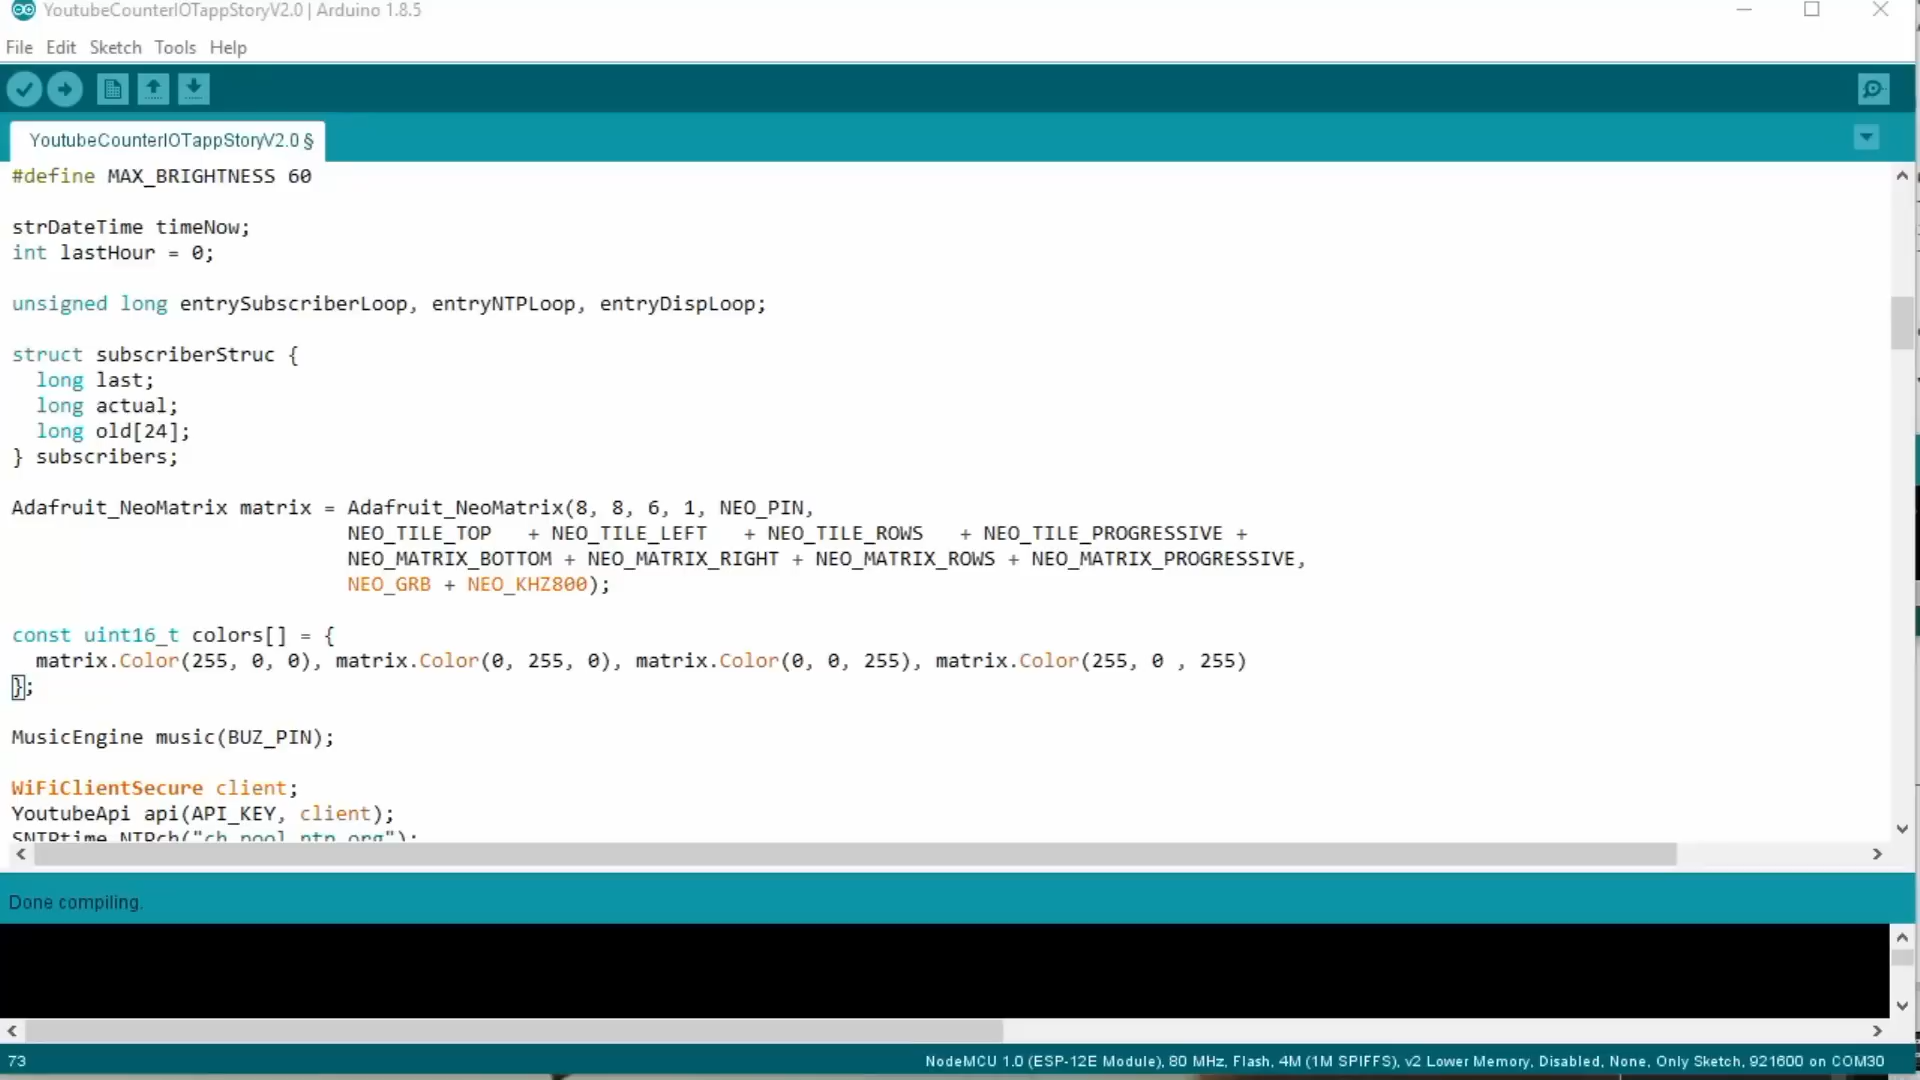 YoutubeCounterIOTappStoryV2.0 | Arduino 1.8.5
File Edit Sketch Tools Help
YoutubeCounterIOTappStoryV2.0 §
#define MAX_BRIGHTNESS 60
strDateTime timeNow;
int lastHour = 0;
unsigned long entrySubscriberLoop, entryNTPLoop, entryDispLoop;
struct subscriberStruc {
long last;
long actual;
long old[24];
} subscribers;
Adafruit_NeoMatrix matrix = Adafruit_NeoMatrix(8, 8, 6, 1, NEO_PIN,
NEO_TILE_TOP + NEO_TILE_LEFT + NEO_TILE_ROWS + NEO_TILE_PROGRESSIVE +
NEO_MATRIX_BOTTOM + NEO_MATRIX_RIGHT + NEO_MATRIX_ROWS + NEO_MATRIX_PROGRESSIVE,
NEO_GRB + NEO_KHZ800);
const uint16_t colors[] = {
matrix.Color(255, 0, 0), matrix.Color(0, 255, 0), matrix.Color(0, 0, 255), matrix.Color(255, 0 , 255)
};
MusicEngine music(BUZ_PIN);
WiFiClientSecure client;
YoutubeApi api(API_KEY, client);
SNTPtime NTPch("ch.pool.ntp.org");
Done compiling.
73
NodeMCU 1.0 (ESP-12E Module), 80 MHz, Flash, 4M (1M SPIFFS), v2 Lower Memory, Disabled, None, Only Sketch, 921600 on COM30